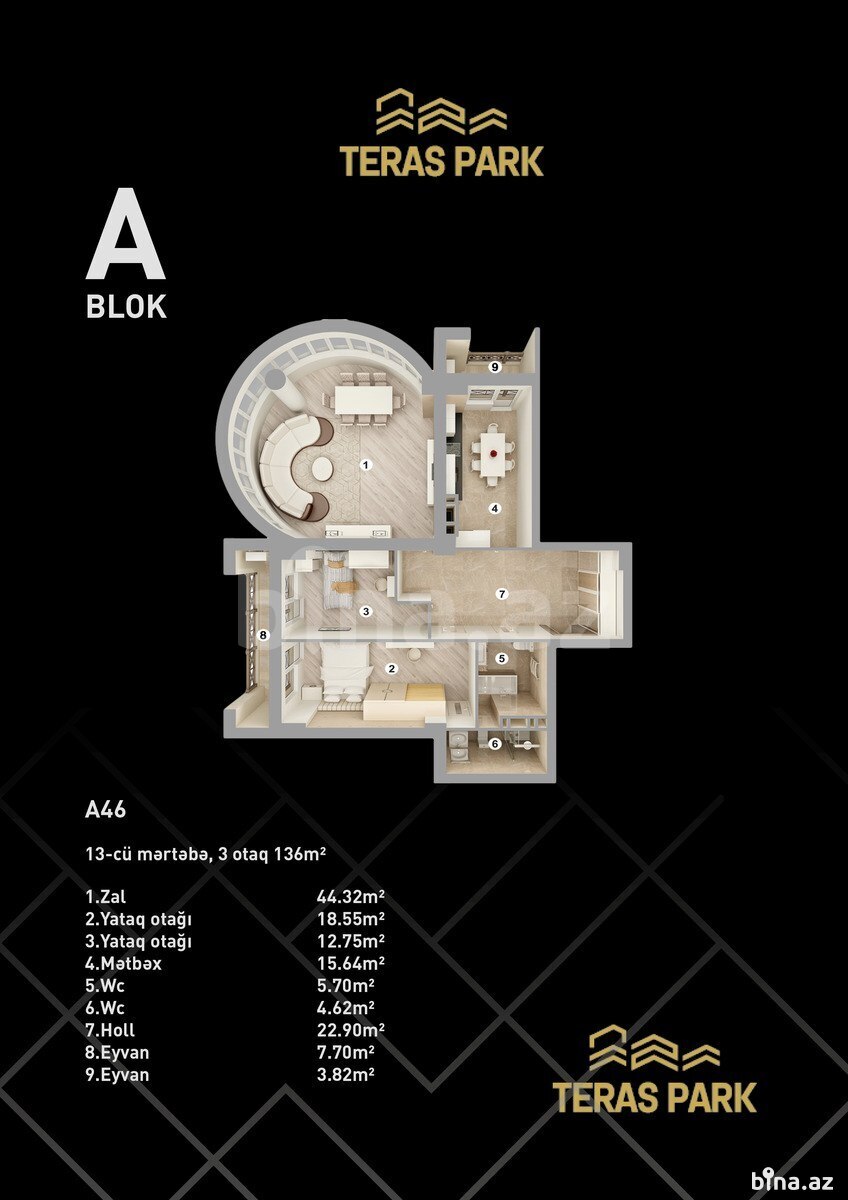 TERAS PARK
A
BLOK
9
1
4
7
3
8
2
5
6
bina.az
A46
13-cü mərtəbə, 3 otaq 136m²
1.Zal 44.32m²
2.Yataq otağı 18.55m²
3.Yataq otağı 12.75m²
4.Mətbəx 15.64m²
5.Wc 5.70m²
6.Wc 4.62m²
7.Holl 22.90m²
8.Eyvan 7.70m²
9.Eyvan 3.82m²
TERAS PARK
bina.az